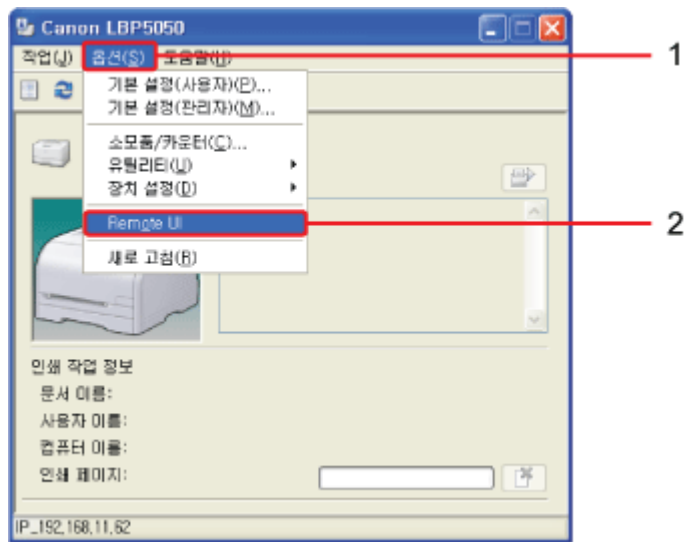 Canon LBP5050
작업(J) 옵션(S) 도움말(H)
1
기본 설정(사용자)(P)...
기본 설정(관리자)(M)...
소모품/카운터(C)...
유틸리티(U)
장치 설정(D)
Remote UI
2
새로 고침(R)
인쇄 작업 정보
문서 이름:
사용자 이름:
컴퓨터 이름:
인쇄 페이지:
IP_192,168,11,62